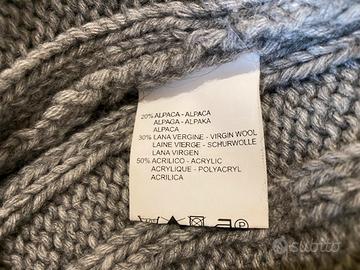 20% ALPACA - ALPACA
ALPAGA - ALPAKA
ALPACA
30% LANA VERGINE - VIRGIN WOOL
LAINE VIERGE - SCHURWOLLE
LANA VIRGEN
50% ACRILICO - ACRYLIC
ACRYLIQUE - POLYACRYL
ACRILICA
P
subito